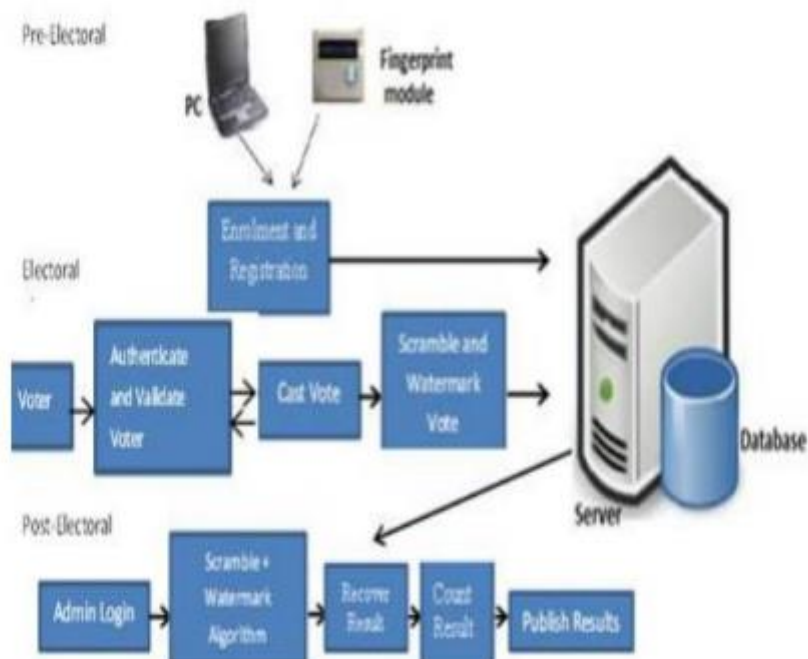 Pre-Electoral
PC
Fingerprint
module
Enrolment and
Registration
Electoral
Voter
Authenticate
and Validate
Voter
Cast Vote
Scramble and
Watermark
Vote
Server
Database
Post-Electoral
Admin Login
Scramble +
Watermark
Algorithm
Recover
Result
Count
Result
Publish Results